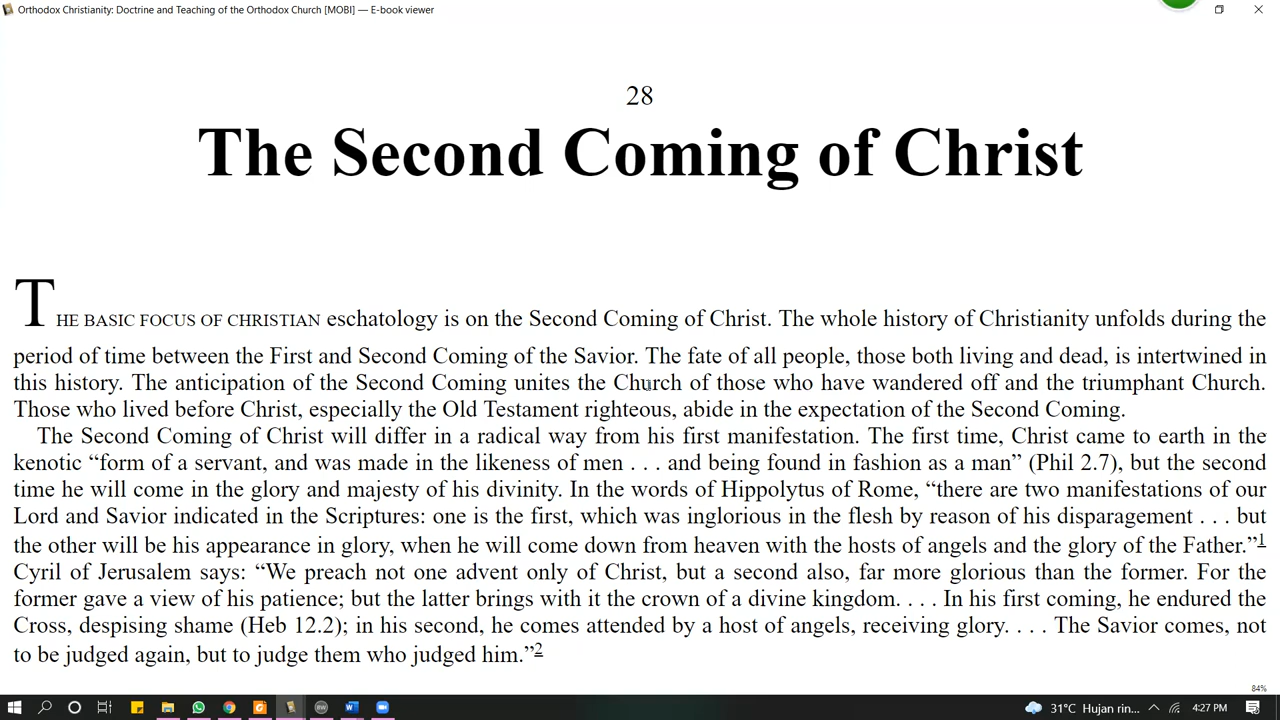 Orthodox Christianity: Doctrine and Teaching of the Orthodox Church [MOBI] — E-book viewer
28
The Second Coming of Christ
THE BASIC FOCUS OF CHRISTIAN eschatology is on the Second Coming of Christ. The whole history of Christianity unfolds during the
period of time between the First and Second Coming of the Savior. The fate of all people, those both living and dead, is intertwined in
this history. The anticipation of the Second Coming unites the Church of those who have wandered off and the triumphant Church.
Those who lived before Christ, especially the Old Testament righteous, abide in the expectation of the Second Coming.
The Second Coming of Christ will differ in a radical way from his first manifestation. The first time, Christ came to earth in the
kenotic “form of a servant, and was made in the likeness of men . . . and being found in fashion as a man” (Phil 2.7), but the second
time he will come in the glory and majesty of his divinity. In the words of Hippolytus of Rome, “there are two manifestations of our
Lord and Savior indicated in the Scriptures: one is the first, which was inglorious in the flesh by reason of his disparagement . . . but
the other will be his appearance in glory, when he will come down from heaven with the hosts of angels and the glory of the Father.”1
Cyril of Jerusalem says: “We preach not one advent only of Christ, but a second also, far more glorious than the former. For the
former gave a view of his patience; but the latter brings with it the crown of a divine kingdom. . . . In his first coming, he endured the
Cross, despising shame (Heb 12.2); in his second, he comes attended by a host of angels, receiving glory. . . . The Savior comes, not
to be judged again, but to judge them who judged him.”2
84%
31°C Hujan rin... 4:27 PM